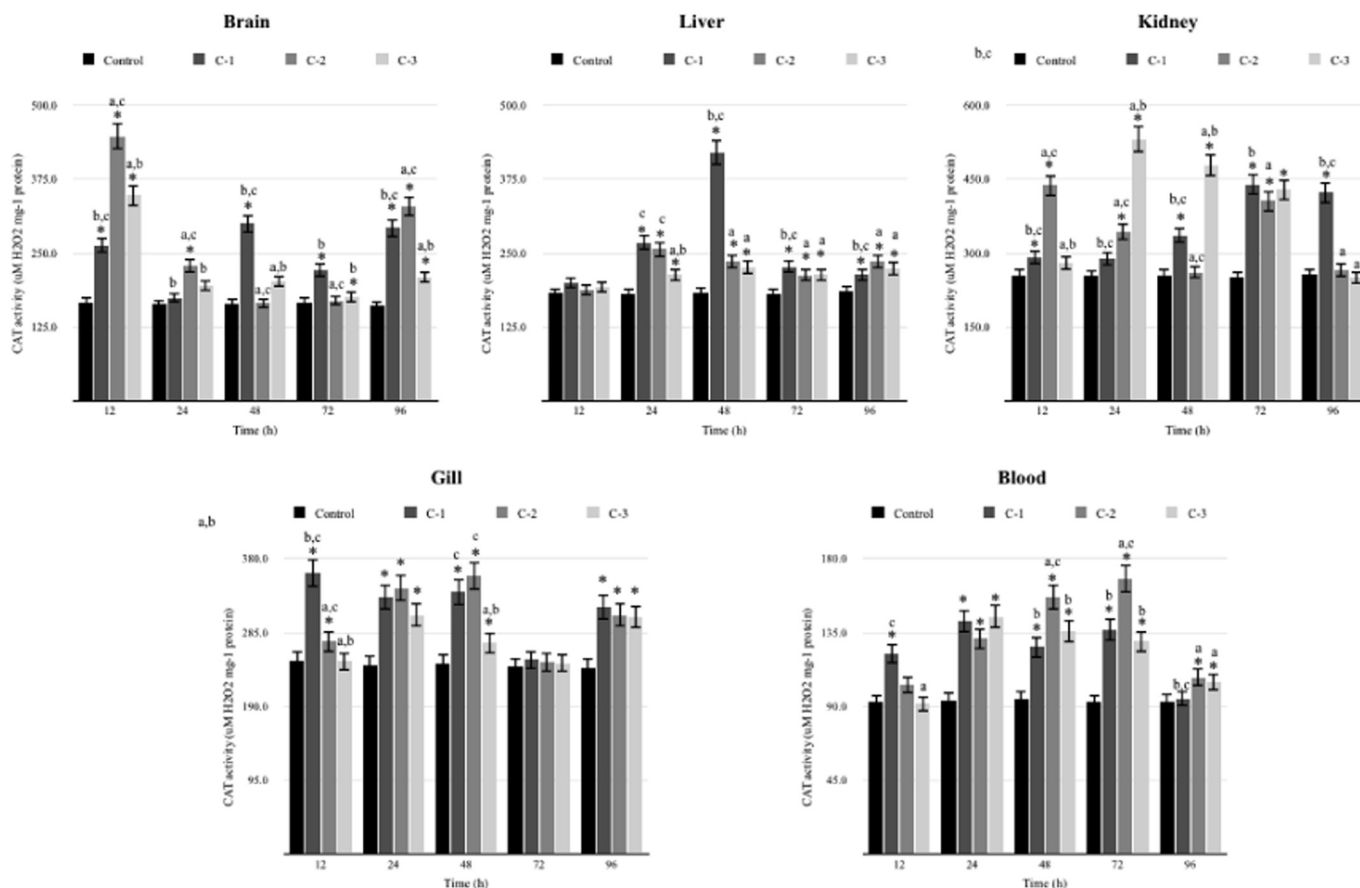 Brain
Control C-1 C-2 C-3
500.0
375.0
250.0
125.0
CAT activity (uM H2O2 mg-1 protein)
b,c * a,c * a,b *
b a,c * b
b,c * a,c a,b
b * a,c b *
b,c * a,c * a,b *
12 24 48 72 96
Time (h)
Liver
Control C-1 C-2 C-3
500.0
375.0
250.0
125.0
CAT activity (uM H2O2 mg-1 protein)
c * c * a,b *
b,c * a * a *
b,c * a * a *
b,c * a * a *
12 24 48 72 96
Time (h)
Kidney
b,c
Control C-1 C-2 C-3
600.0
450.0
300.0
150.0
CAT activity (uM H2O2 mg-1 protein)
b,c * a,c * a,b
b,c a,c * a,b *
b,c * a,c a,b *
b * a * *
b,c * a a
12 24 48 72 96
Time (h)
Gill
a,b
Control C-1 C-2 C-3
380.0
285.0
190.0
95.0
CAT activity (uM H2O2 mg-1 protein)
b,c * a,c * a,b
* * *
c * c * a,b *
* * *
12 24 48 72 96
Time (h)
Blood
Control C-1 C-2 C-3
180.0
135.0
90.0
45.0
CAT activity (uM H2O2 mg-1 protein)
c * a
* * *
b * a,c * b *
b * a,c * b *
b,c a * a *
12 24 48 72 96
Time (h)